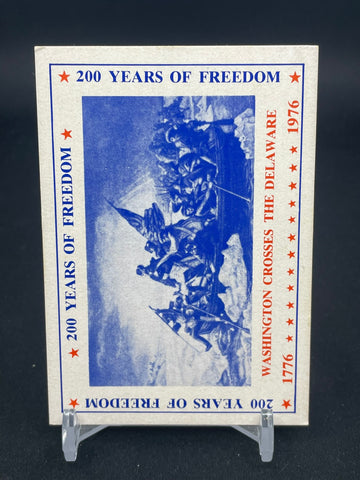 200 YEARS OF FREEDOM
200 YEARS OF FREEDOM
WASHINGTON CROSSES THE DELAWARE
1776 1976
200 YEARS OF FREEDOM